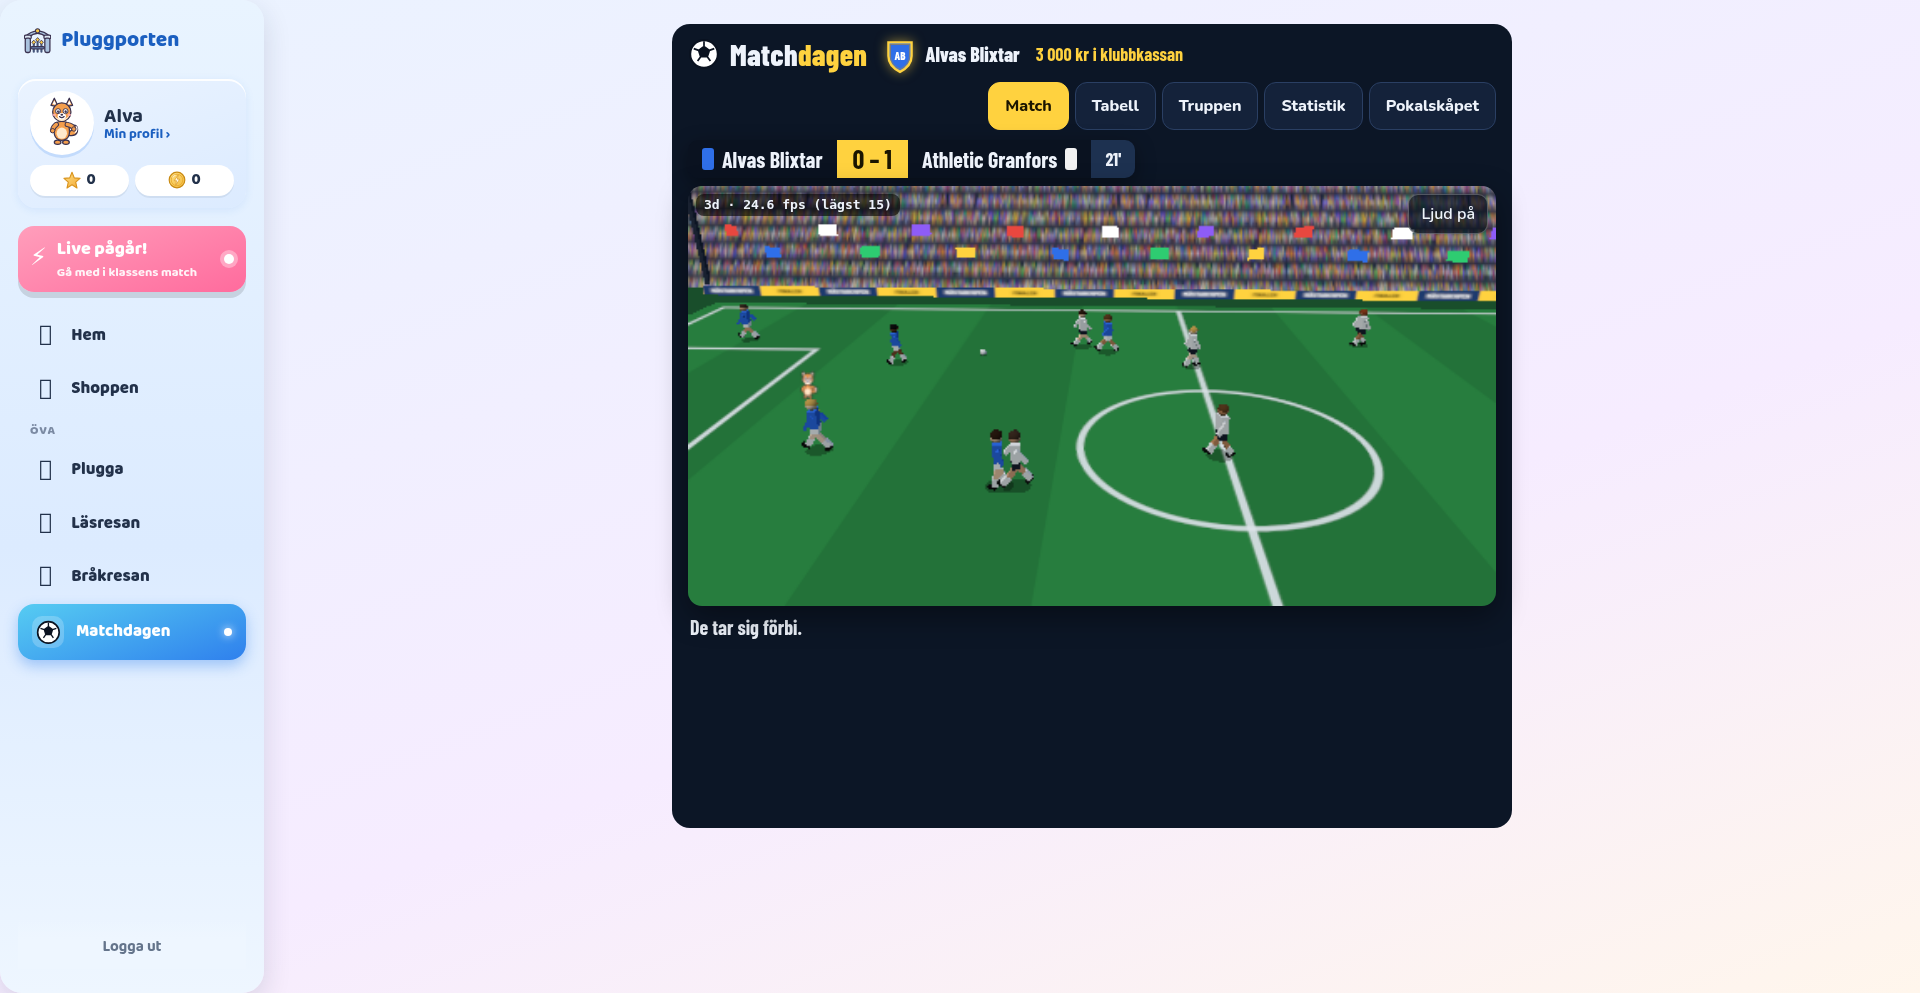 Pluggporten
Alva
Min profil ›
0
0
Live pågår!
Gå med i klassens match
Hem
Shoppen
ÖVA
Plugga
Läsresan
Bråkresan
Matchdagen
Logga ut
Matchdagen
AB
Alvas Blixtar
3 000 kr i klubbkassan
Match
Tabell
Truppen
Statistik
Pokalskåpet
Alvas Blixtar
0 – 1
Athletic Granfors
21'
3d · 24.6 fps (lägst 15)
Ljud på
De tar sig förbi.